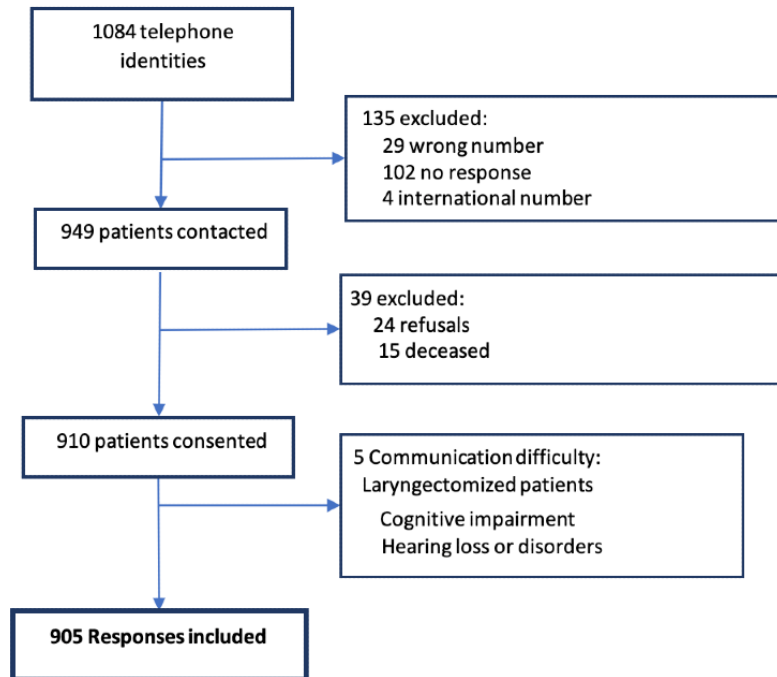 1084 telephone
identities
135 excluded:
29 wrong number
102 no response
4 international number
949 patients contacted
39 excluded:
24 refusals
15 deceased
910 patients consented
5 Communication difficulty:
Laryngectomized patients
Cognitive impairment
Hearing loss or disorders
905 Responses included